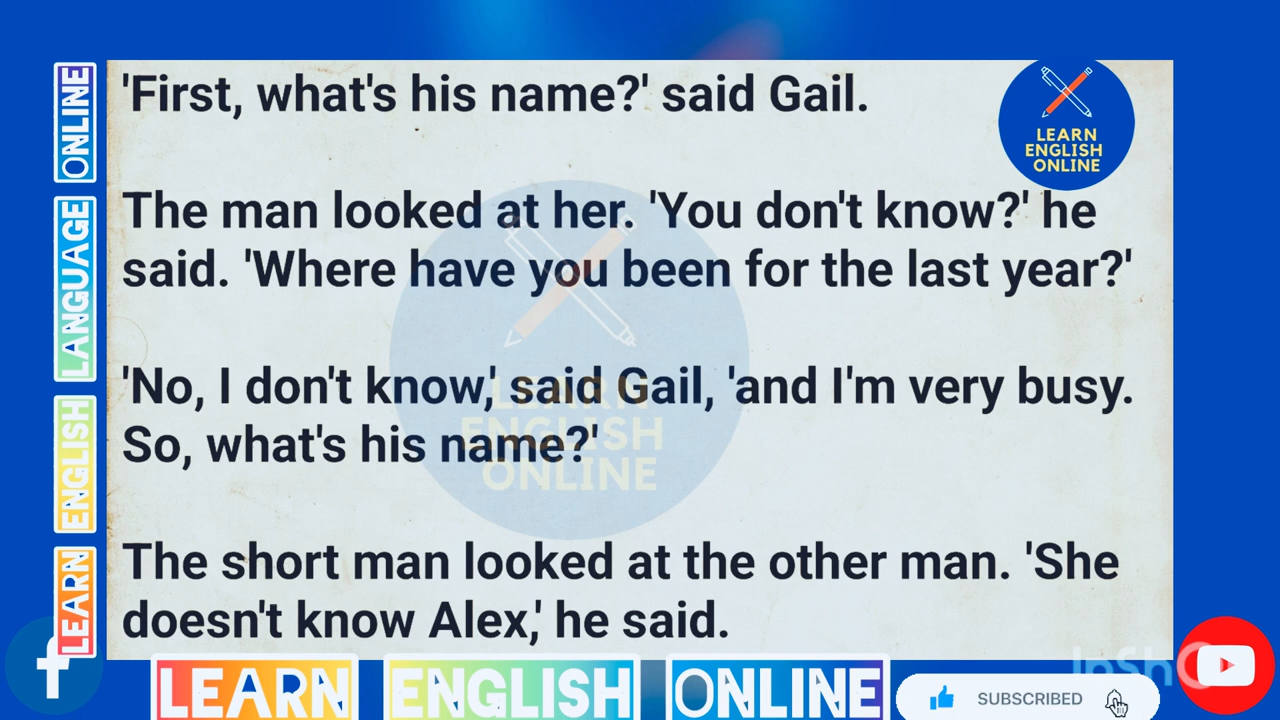 'First, what's his name?' said Gail.
The man looked at her. 'You don't know?' he
said. 'Where have you been for the last year?'
'No, I don't know,' said Gail, 'and I'm very busy.
So, what's his name?'
The short man looked at the other man. 'She
doesn't know Alex,' he said.
LEARN
ENGLISH
ONLINE
LEARN
ENGLISH
ONLINE
LEARN ENGLISH LANGUAGE ONLINE
LEARN ENGLISH ONLINE
SUBSCRIBED